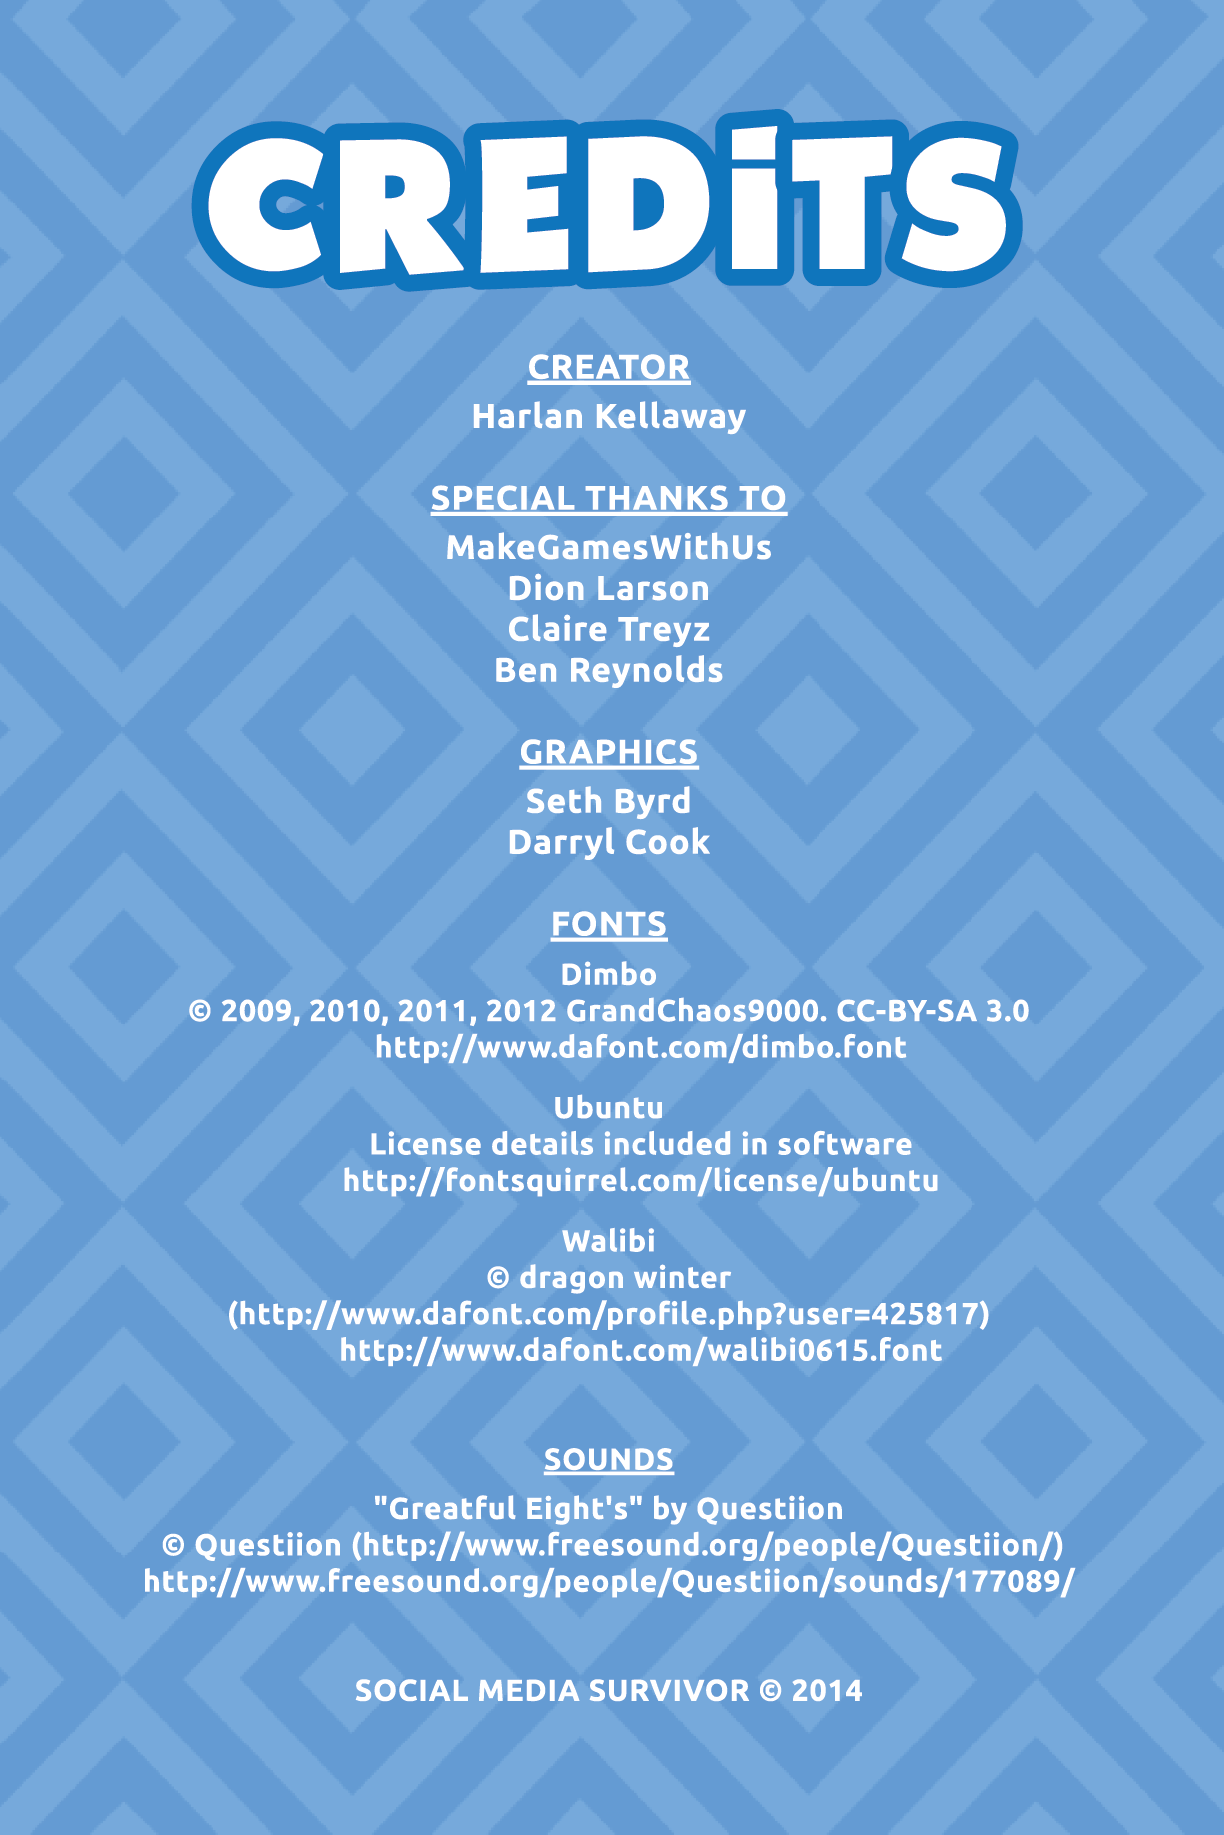 CREDiTS
CREATOR
Harlan Kellaway
SPECIAL THANKS TO
MakeGamesWithUs
Dion Larson
Claire Treyz
Ben Reynolds
GRAPHICS
Seth Byrd
Darryl Cook
FONTS
Dimbo
© 2009, 2010, 2011, 2012 GrandChaos9000. CC-BY-SA 3.0
http://www.dafont.com/dimbo.font
Ubuntu
License details included in software
http://fontsquirrel.com/license/ubuntu
Walibi
© dragon winter
(http://www.dafont.com/profile.php?user=425817)
http://www.dafont.com/walibi0615.font
SOUNDS
"Greatful Eight's" by Questiion
© Questiion (http://www.freesound.org/people/Questiion/)
http://www.freesound.org/people/Questiion/sounds/177089/
SOCIAL MEDIA SURVIVOR © 2014